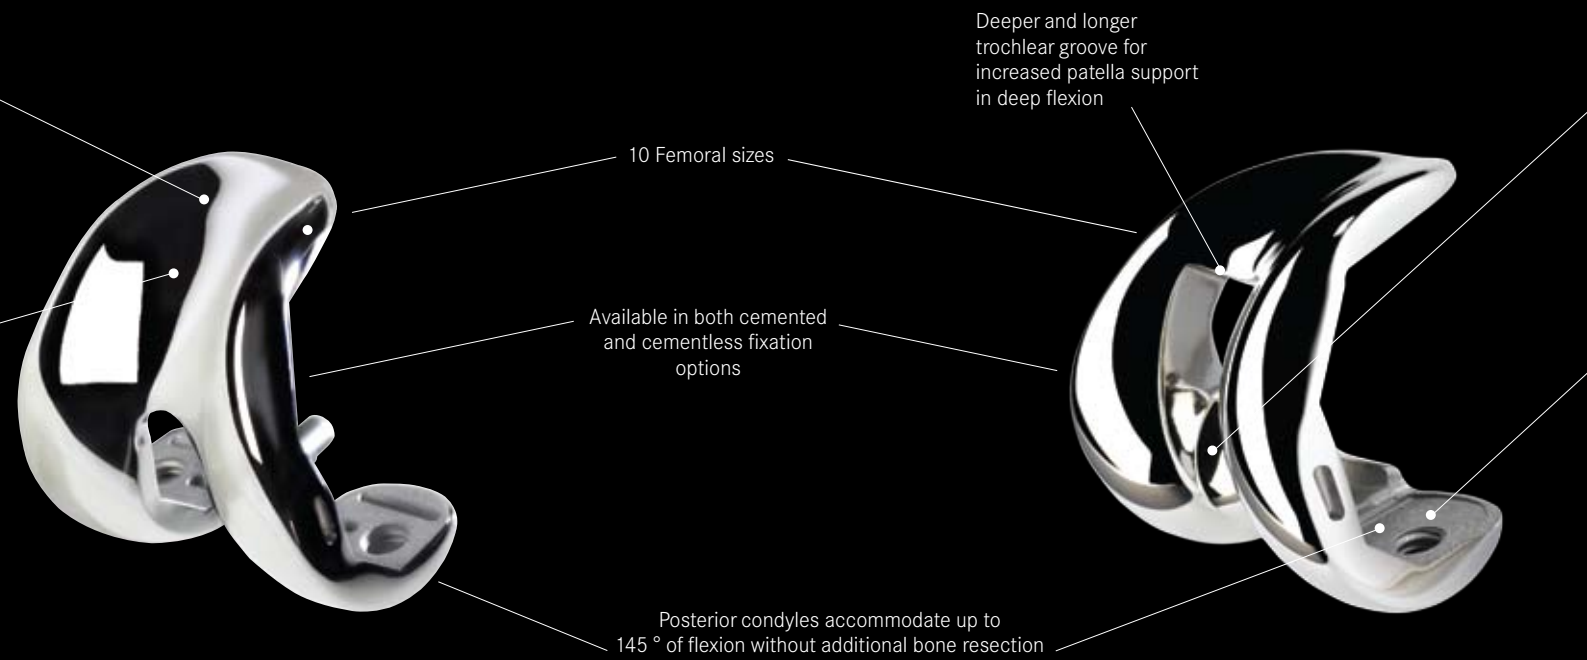 Deeper and longer
trochlear groove for
increased patella support
in deep flexion
10 Femoral sizes
Available in both cemented
and cementless fixation
options
Posterior condyles accommodate up to
145 ° of flexion without additional bone resection